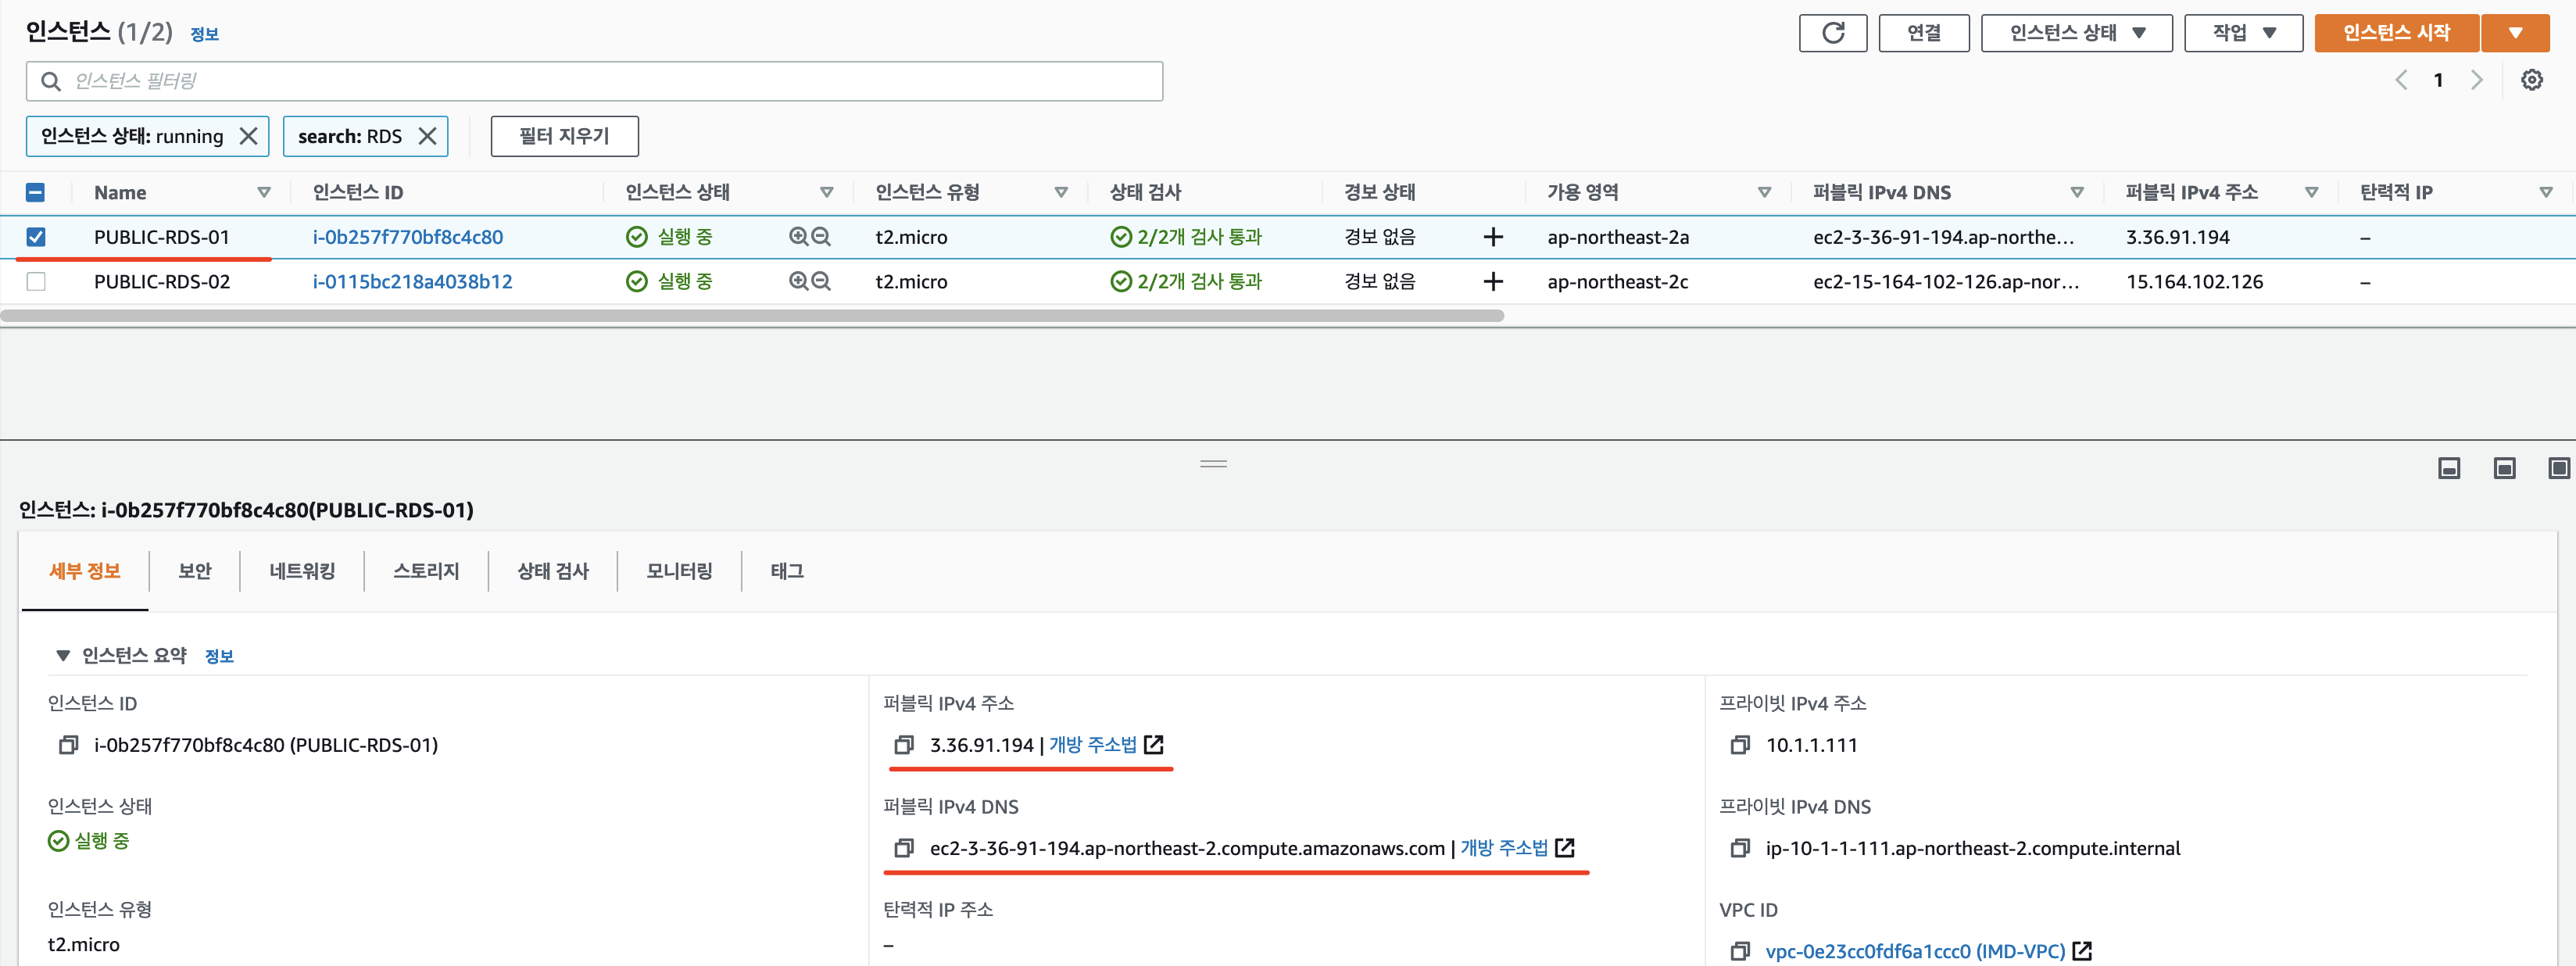 인스턴스 (1/2) 정보
연결 인스턴스 상태 작업 인스턴스 시작
인스턴스 필터링
1
인스턴스 상태: running search: RDS 필터 지우기
Name 인스턴스 ID 인스턴스 상태 인스턴스 유형 상태 검사 경보 상태 가용 영역 퍼블릭 IPv4 DNS 퍼블릭 IPv4 주소 탄력적 IP
PUBLIC-RDS-01 i-0b257f770bf8c4c80 실행 중 t2.micro 2/2개 검사 통과 경보 없음 ap-northeast-2a ec2-3-36-91-194.ap-northe... 3.36.91.194 –
PUBLIC-RDS-02 i-0115bc218a4038b12 실행 중 t2.micro 2/2개 검사 통과 경보 없음 ap-northeast-2c ec2-15-164-102-126.ap-nor... 15.164.102.126 –
인스턴스: i-0b257f770bf8c4c80(PUBLIC-RDS-01)
세부 정보 보안 네트워킹 스토리지 상태 검사 모니터링 태그
인스턴스 요약 정보
인스턴스 ID 퍼블릭 IPv4 주소 프라이빗 IPv4 주소
i-0b257f770bf8c4c80 (PUBLIC-RDS-01) 3.36.91.194 | 개방 주소법 10.1.1.111
인스턴스 상태 퍼블릭 IPv4 DNS 프라이빗 IPv4 DNS
실행 중 ec2-3-36-91-194.ap-northeast-2.compute.amazonaws.com | 개방 주소법 ip-10-1-1-111.ap-northeast-2.compute.internal
인스턴스 유형 탄력적 IP 주소 VPC ID
t2.micro – vpc-0e23cc0fdf6a1ccc0 (IMD-VPC)